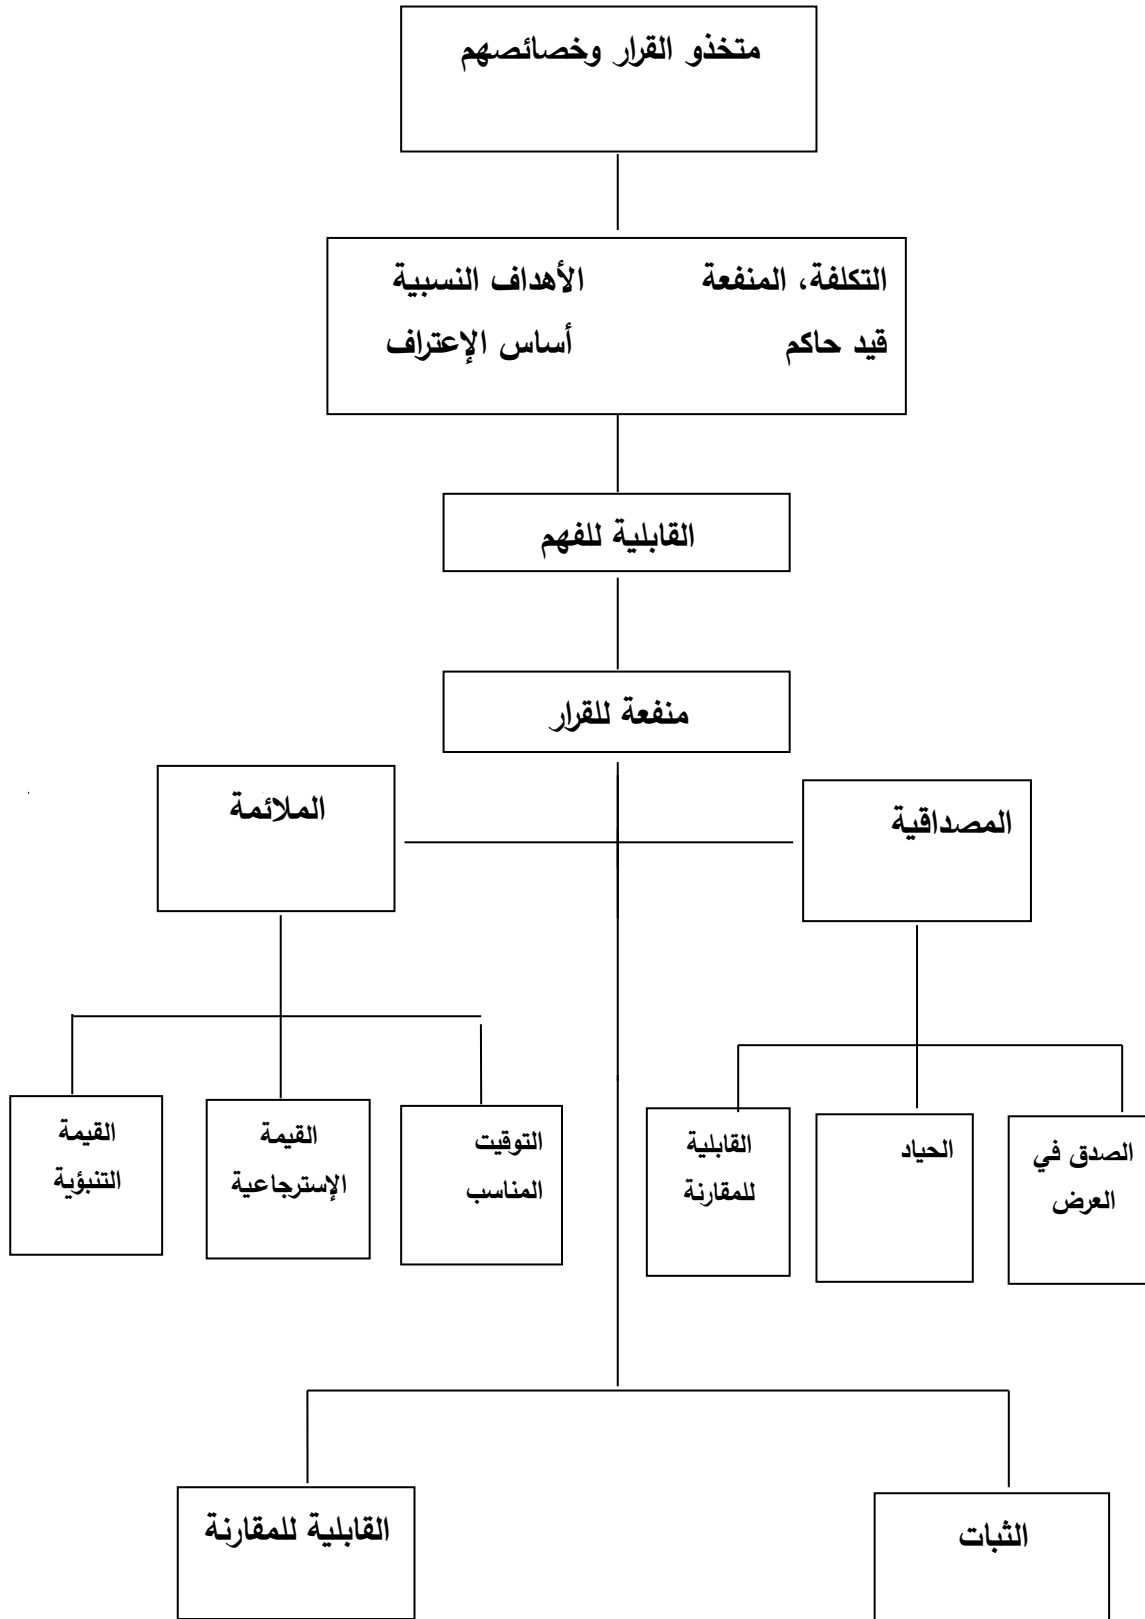 متخذو القرار وخصائصهم
التكلفة، المنفعة
الأهداف النسبية
قيد حاكم
أساس الإعتراف
القابلية للفهم
منفعة للقرار
المصداقية
الملائمة
الصدق في
العرض
الحياد
القابلية
للمقارنة
التوقيت
المناسب
القيمة
الإسترجاعية
القيمة
التنبؤية
الثبات
القابلية للمقارنة